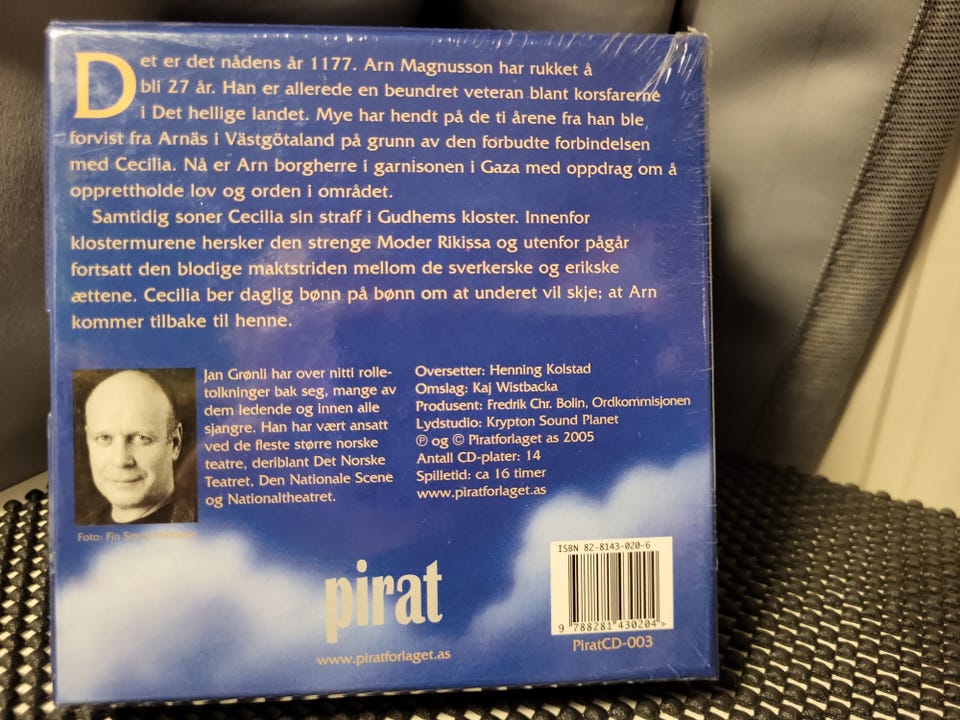 Det er det nådens år 1177. Arn Magnusson har rukket å
bli 27 år. Han er allerede en beundret veteran blant korsfarerne
i Det hellige landet. Mye har hendt på de ti årene fra han ble
forvist fra Arnäs i Västgötaland på grunn av den forbudte forbindelsen
med Cecilia. Nå er Arn borgherre i garnisonen i Gaza med oppdrag om å
opprettholde lov og orden i området.
Samtidig soner Cecilia sin straff i Gudhems kloster. Innenfor
klostermurene hersker den strenge Moder Rikissa og utenfor pågår
fortsatt den blodige maktstriden mellom de sverkerske og erikske
ættene. Cecilia ber daglig bønn på bønn om at underet vil skje; at Arn
kommer tilbake til henne.
Jan Grønli har over nitti rolle-
tolkninger bak seg, mange av
dem ledende og innen alle
sjangre. Han har vært ansatt
ved de fleste større norske
teatre, deriblant Det Norske
Teatret, Den Nationale Scene
og Nationaltheatret.
Foto: Fin
Oversetter: Henning Kolstad
Omslag: Kaj Wistbacka
Produsent: Fredrik Chr. Bolin, Ordkommisjonen
Lydstudio: Krypton Sound Planet
℗ og © Piratforlaget as 2005
Antall CD-plater: 14
Spilletid: ca 16 timer
www.piratforlaget.as
pirat
www.piratforlaget.as
ISBN 82-8143-020-6
9 788281 430204 >
PiratCD-003